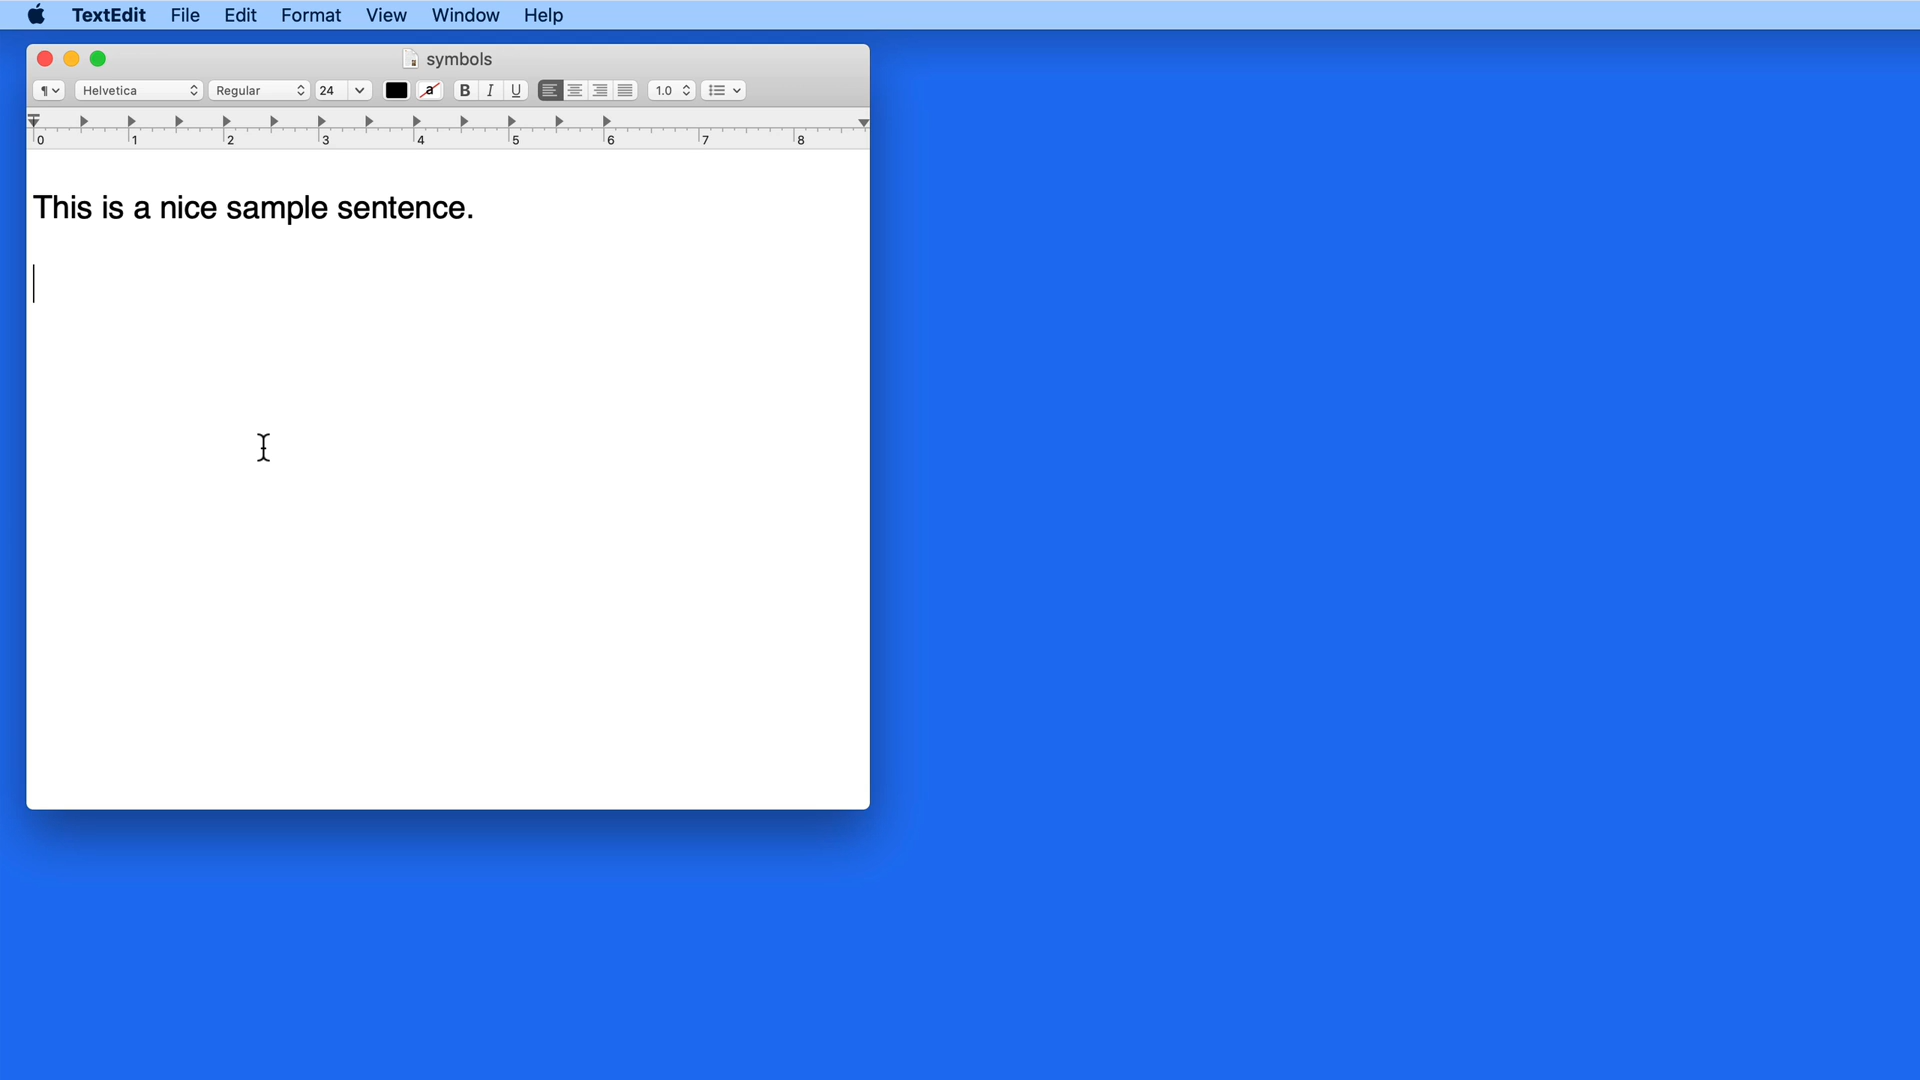 TextEdit File Edit Format View Window Help
symbols
¶ Helvetica Regular 24 a B I U 1.0
0 1 2 3 4 5 6 7 8
This is a nice sample sentence.